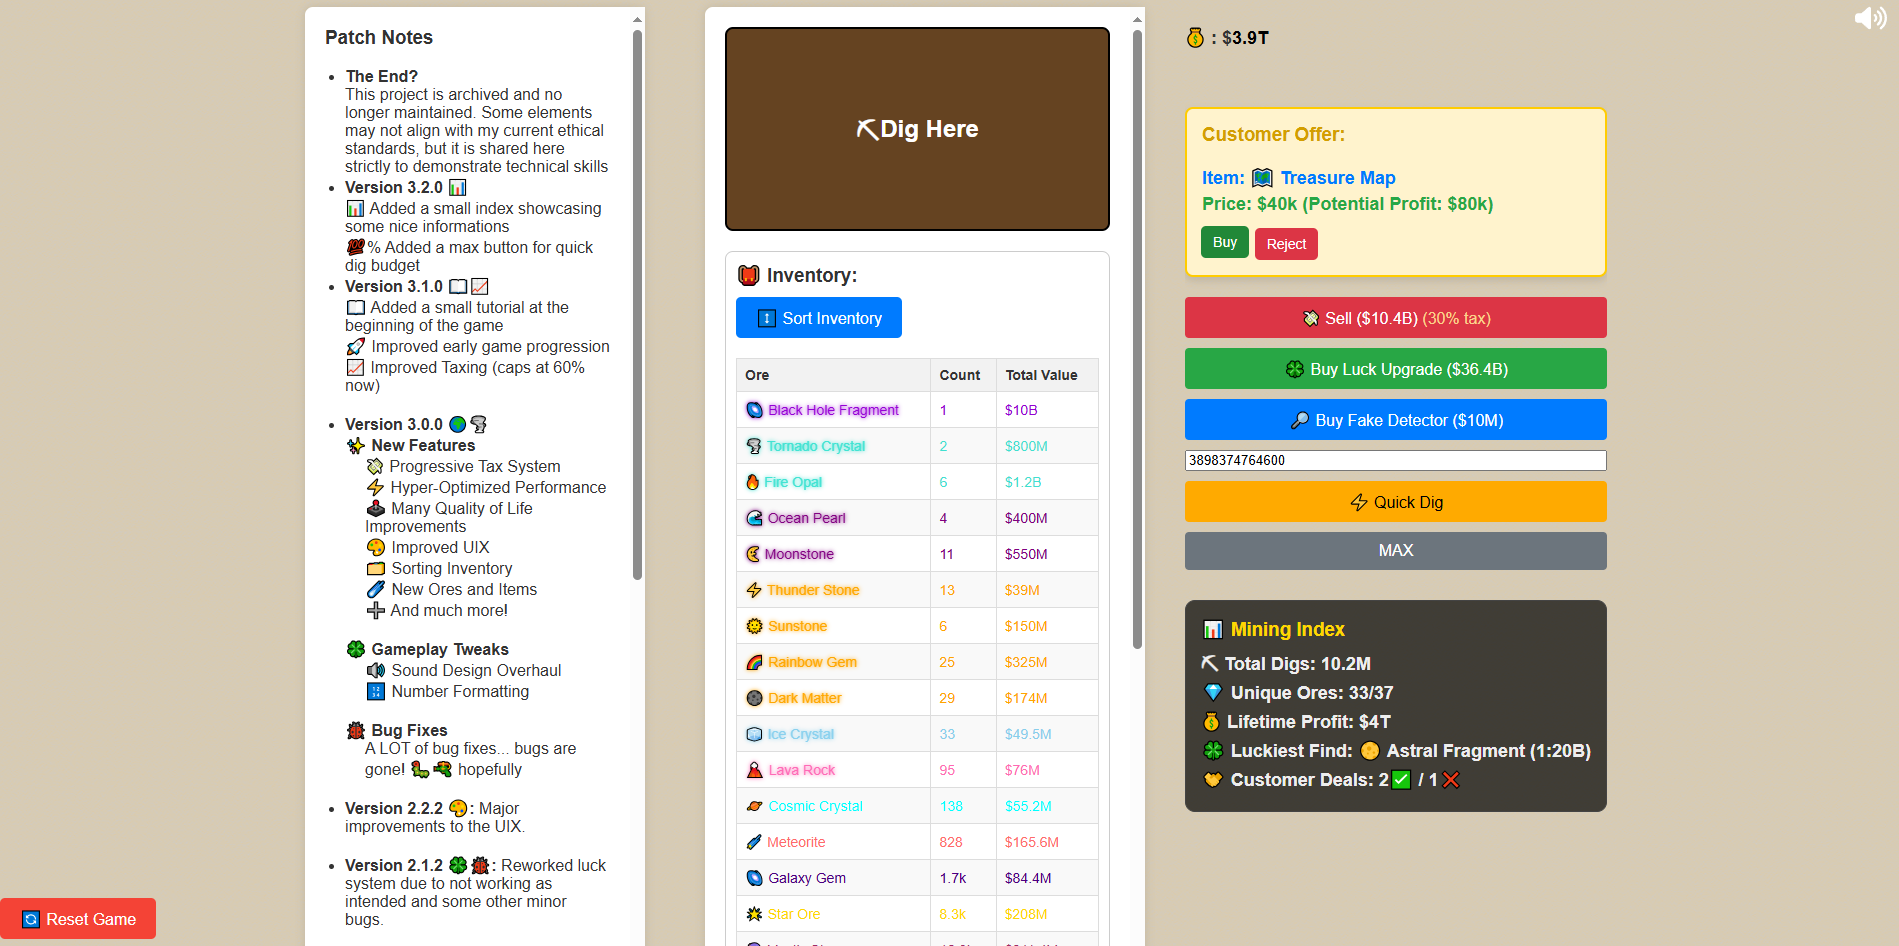 Patch Notes
The End?
This project is archived and no
longer maintained. Some elements
may not align with my current ethical
standards, but it is shared here
strictly to demonstrate technical skills
Version 3.2.0 📊
📊 Added a small index showcasing
some nice informations
💯% Added a max button for quick
dig budget
Version 3.1.0 📖📈
📖 Added a small tutorial at the
beginning of the game
🚀 Improved early game progression
📈 Improved Taxing (caps at 60%
now)
Version 3.0.0 🌍🌪️
✨ New Features
💸 Progressive Tax System
⚡ Hyper-Optimized Performance
🕹️ Many Quality of Life
Improvements
🎨 Improved UIX
🗂️ Sorting Inventory
☄️ New Ores and Items
➕ And much more!
🍀 Gameplay Tweaks
🔊 Sound Design Overhaul
🔢 Number Formatting
🐞 Bug Fixes
A LOT of bug fixes... bugs are
gone! 🐛🔫 hopefully
Version 2.2.2 🎨: Major
improvements to the UIX.
Version 2.1.2 🍀🐞: Reworked luck
system due to not working as
intended and some other minor
bugs.
🔄 Reset Game
⛏Dig Here
🎒 Inventory:
↕️ Sort Inventory
Ore Count Total Value
Black Hole Fragment 1 $10B
Tornado Crystal 2 $800M
Fire Opal 6 $1.2B
Ocean Pearl 4 $400M
Moonstone 11 $550M
Thunder Stone 13 $39M
Sunstone 6 $150M
Rainbow Gem 25 $325M
Dark Matter 29 $174M
Ice Crystal 33 $49.5M
Lava Rock 95 $76M
Cosmic Crystal 138 $55.2M
Meteorite 828 $165.6M
Galaxy Gem 1.7k $84.4M
Star Ore 8.3k $208M
💰 : $3.9T
Customer Offer:
Item: 🗺️ Treasure Map
Price: $40k (Potential Profit: $80k)
Buy Reject
💸 Sell ($10.4B) (30% tax)
🍀 Buy Luck Upgrade ($36.4B)
🔎 Buy Fake Detector ($10M)
3898374764600
⚡ Quick Dig
MAX
📊 Mining Index
⛏ Total Digs: 10.2M
💎 Unique Ores: 33/37
💰 Lifetime Profit: $4T
🍀 Luckiest Find: 🌕 Astral Fragment (1:20B)
🤝 Customer Deals: 2✅ / 1❌